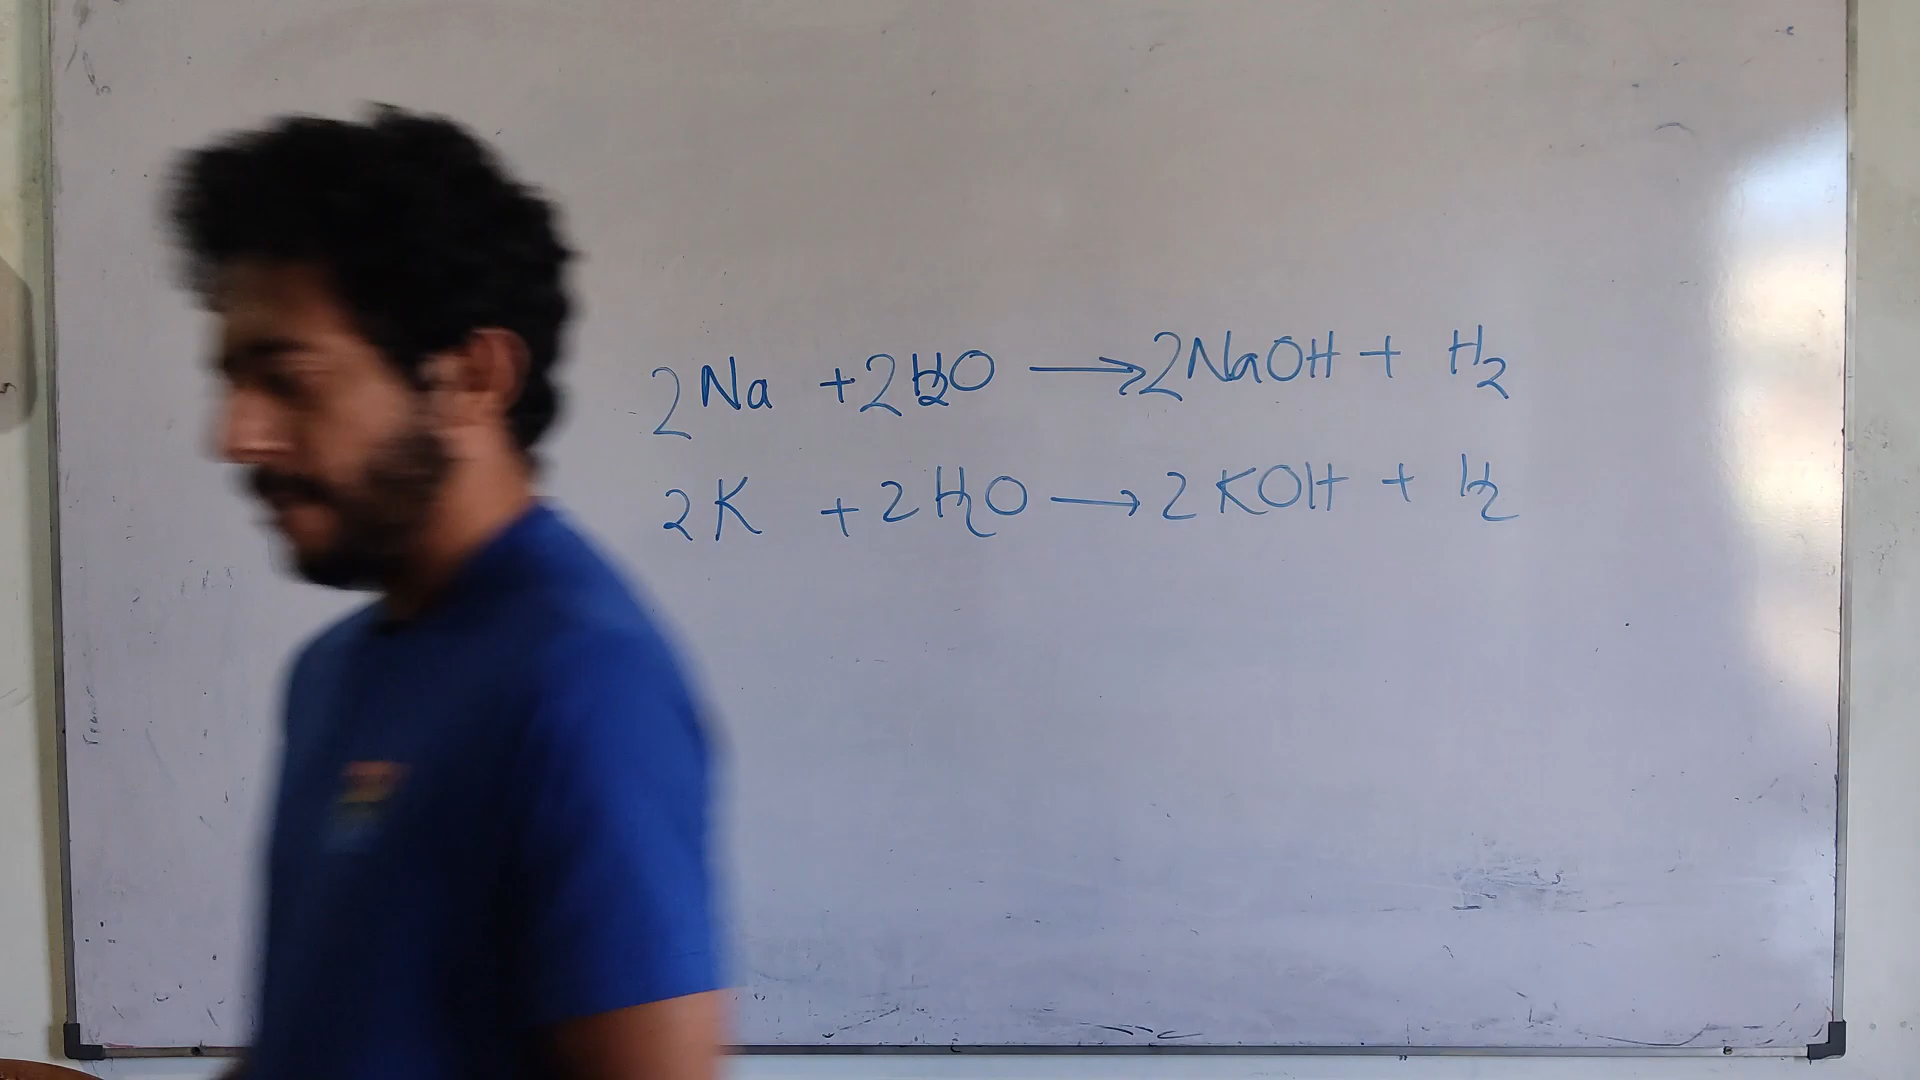 2Na + 2H₂O → 2NaOH + H₂
2K + 2H₂O → 2KOH + H₂